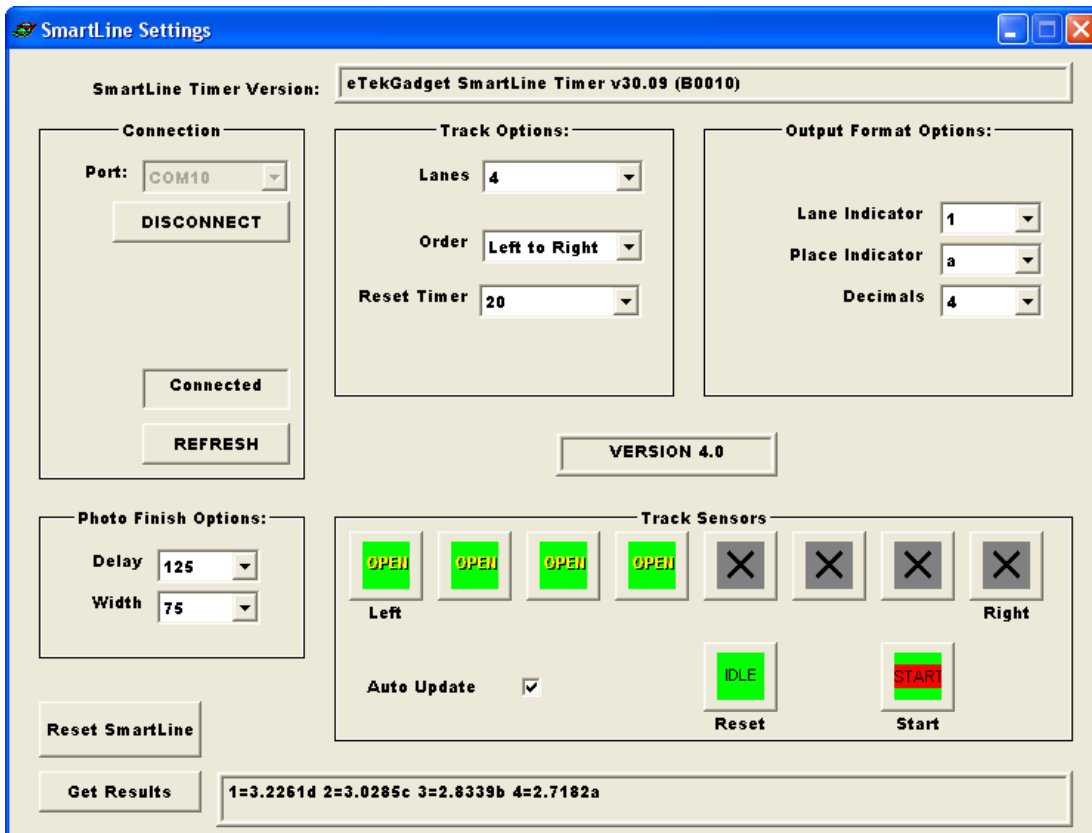 SmartLine Settings
SmartLine Timer Version:
eTekGadget SmartLine Timer v30.09 (B0010)
Connection
Port:
COM10
DISCONNECT
Connected
REFRESH
Track Options:
Lanes
4
Order
Left to Right
Reset Timer
20
Output Format Options:
Lane Indicator
1
Place Indicator
a
Decimals
4
VERSION 4.0
Photo Finish Options:
Delay
125
Width
75
Track Sensors
OPEN OPEN OPEN OPEN
Left
Right
Auto Update
IDLE
Reset
START
Start
Reset SmartLine
Get Results
1=3.2261d 2=3.0285c 3=2.8339b 4=2.7182a